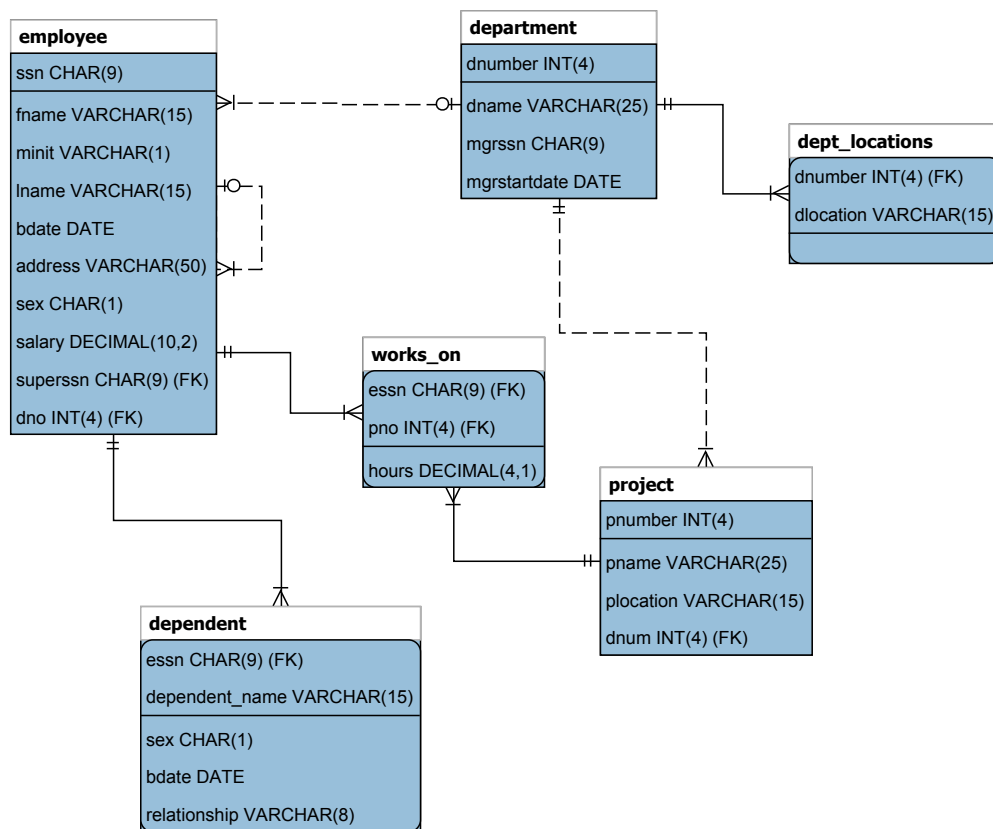 employee
ssn CHAR(9)
fname VARCHAR(15)
minit VARCHAR(1)
lname VARCHAR(15)
bdate DATE
address VARCHAR(50)
sex CHAR(1)
salary DECIMAL(10,2)
superssn CHAR(9) (FK)
dno INT(4) (FK)
department
dnumber INT(4)
dname VARCHAR(25)
mgrssn CHAR(9)
mgrstartdate DATE
dept_locations
dnumber INT(4) (FK)
dlocation VARCHAR(15)
works_on
essn CHAR(9) (FK)
pno INT(4) (FK)
hours DECIMAL(4,1)
project
pnumber INT(4)
pname VARCHAR(25)
plocation VARCHAR(15)
dnum INT(4) (FK)
dependent
essn CHAR(9) (FK)
dependent_name VARCHAR(15)
sex CHAR(1)
bdate DATE
relationship VARCHAR(8)